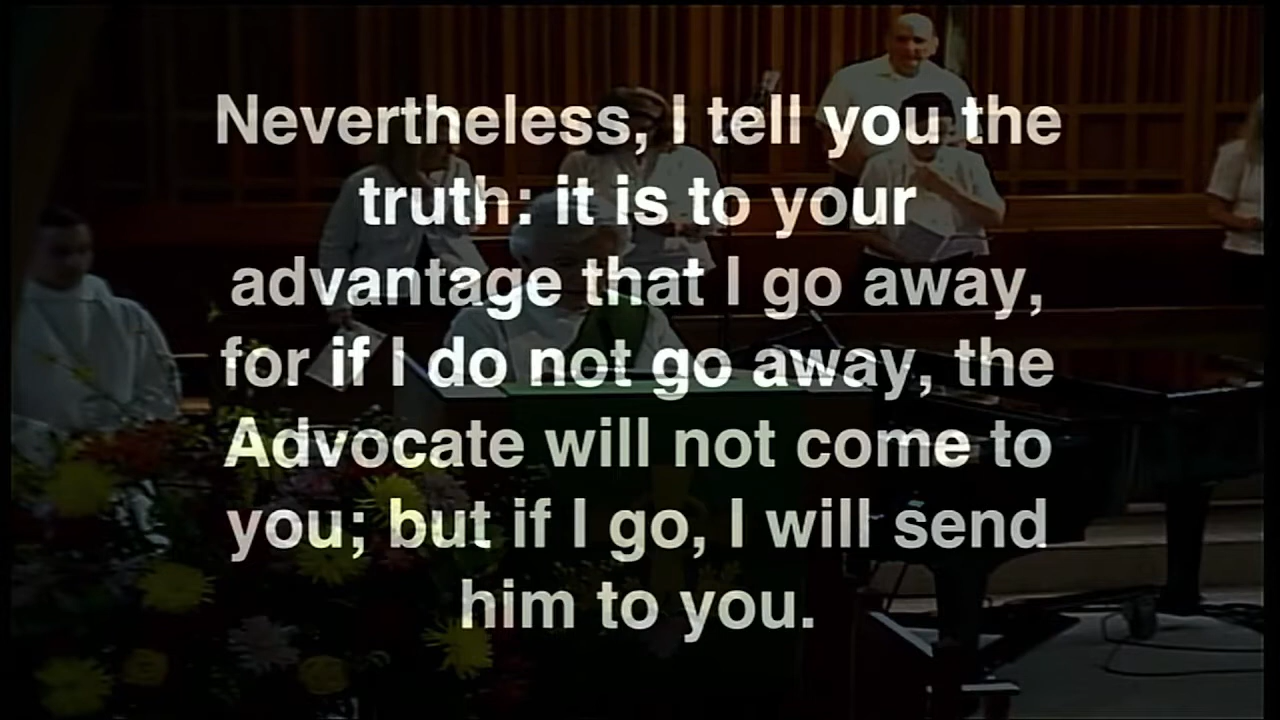 Nevertheless, I tell you the
truth: it is to your
advantage that I go away,
for if I do not go away, the
Advocate will not come to
you; but if I go, I will send
him to you.